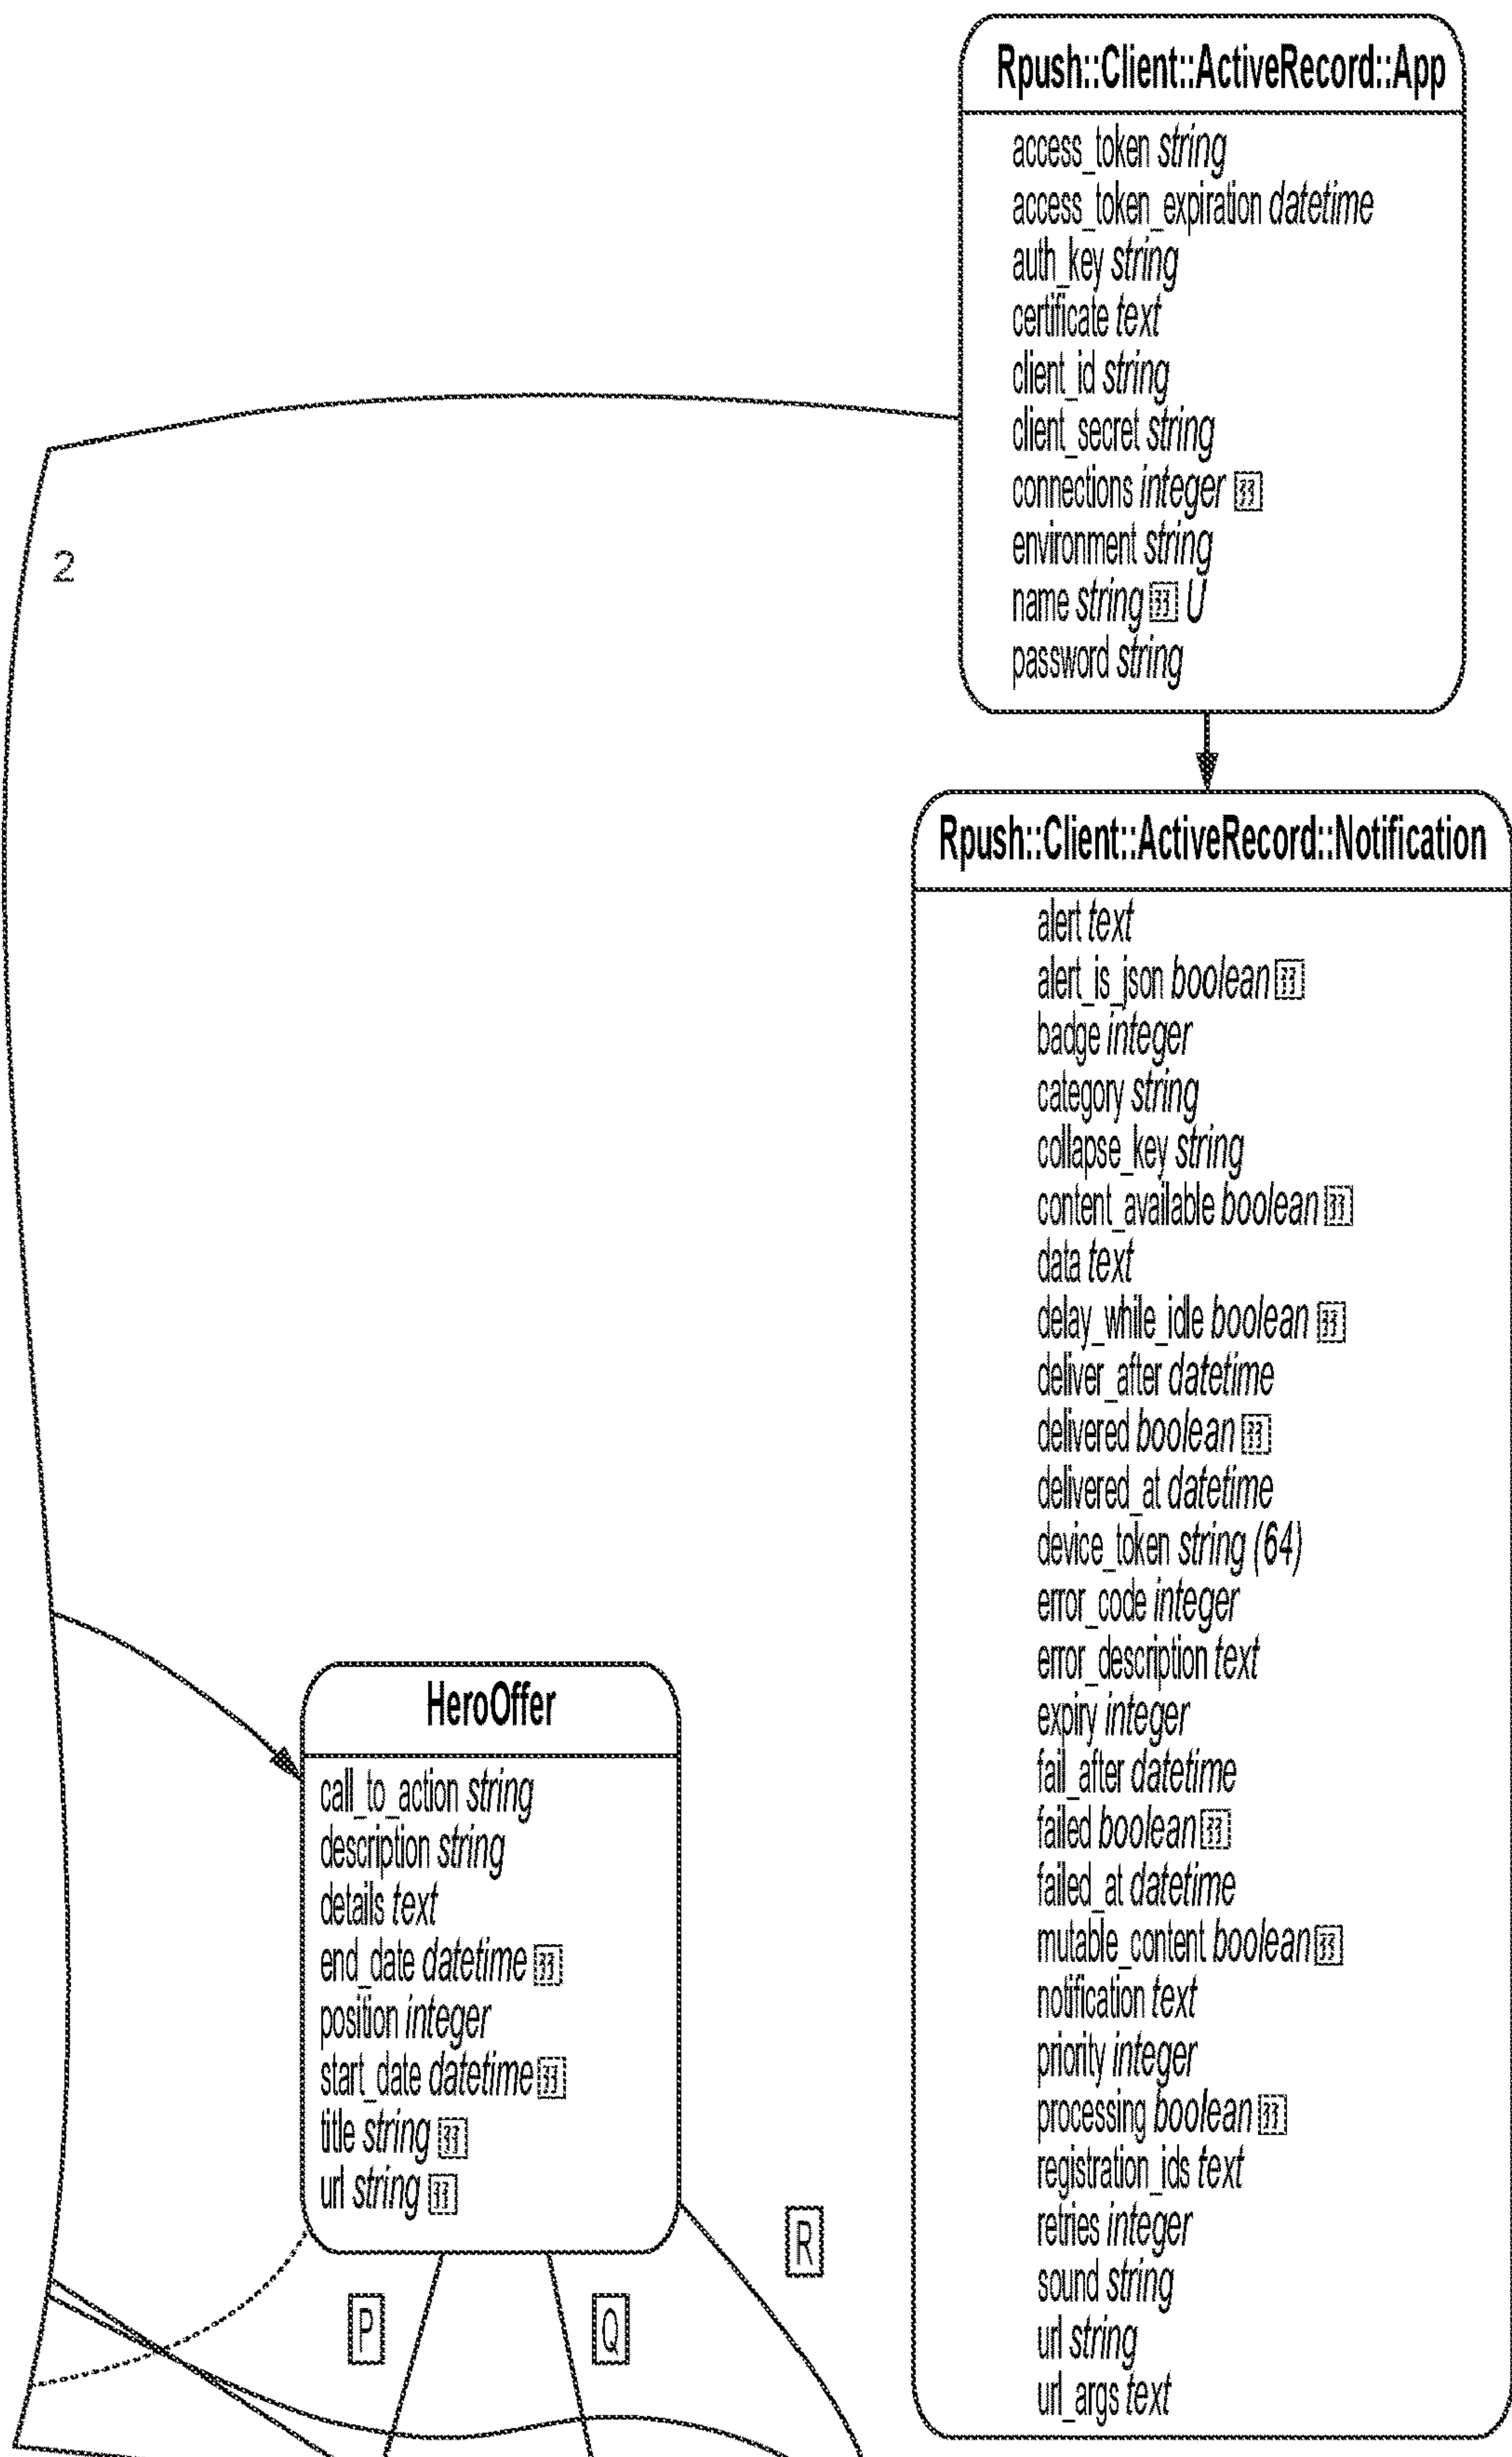 Rpush::Client::ActiveRecord::App
access_token string
access_token_expiration datetime
auth_key string
certificate text
client_id string
client_secret string
connections integer
environment string
name string U
password string
2
Rpush::Client::ActiveRecord::Notification
alert text
alert_is_json boolean
badge integer
category string
collapse_key string
content_available boolean
data text
delay_while_idle boolean
deliver_after datetime
delivered boolean
delivered_at datetime
device_token string (64)
error_code integer
error_description text
expiry integer
fail_after datetime
failed boolean
failed_at datetime
mutable_content boolean
notification text
priority integer
processing boolean
registration_ids text
retries integer
sound string
url string
url_args text
HeroOffer
call_to_action string
description string
details text
end_date datetime
position integer
start_date datetime
title string
url string
P
Q
R